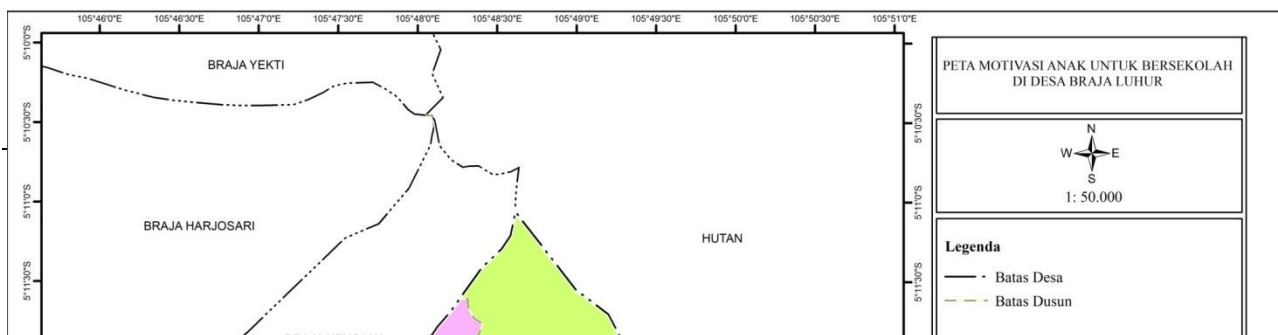 105°46'0"E 105°46'30"E 105°47'0"E 105°47'30"E 105°48'0"E 105°48'30"E 105°49'0"E 105°49'30"E 105°50'0"E 105°50'30"E 105°51'0"E
5°10'0"S
5°10'30"S
5°11'0"S
5°11'30"S
BRAJA YEKTI
BRAJA HARJOSARI
HUTAN
5°10'30"S
5°11'0"S
5°11'30"S
PETA MOTIVASI ANAK UNTUK BERSEKOLAH
DI DESA BRAJA LUHUR
N
W E
S
1: 50.000
Legenda
Batas Desa
Batas Dusun